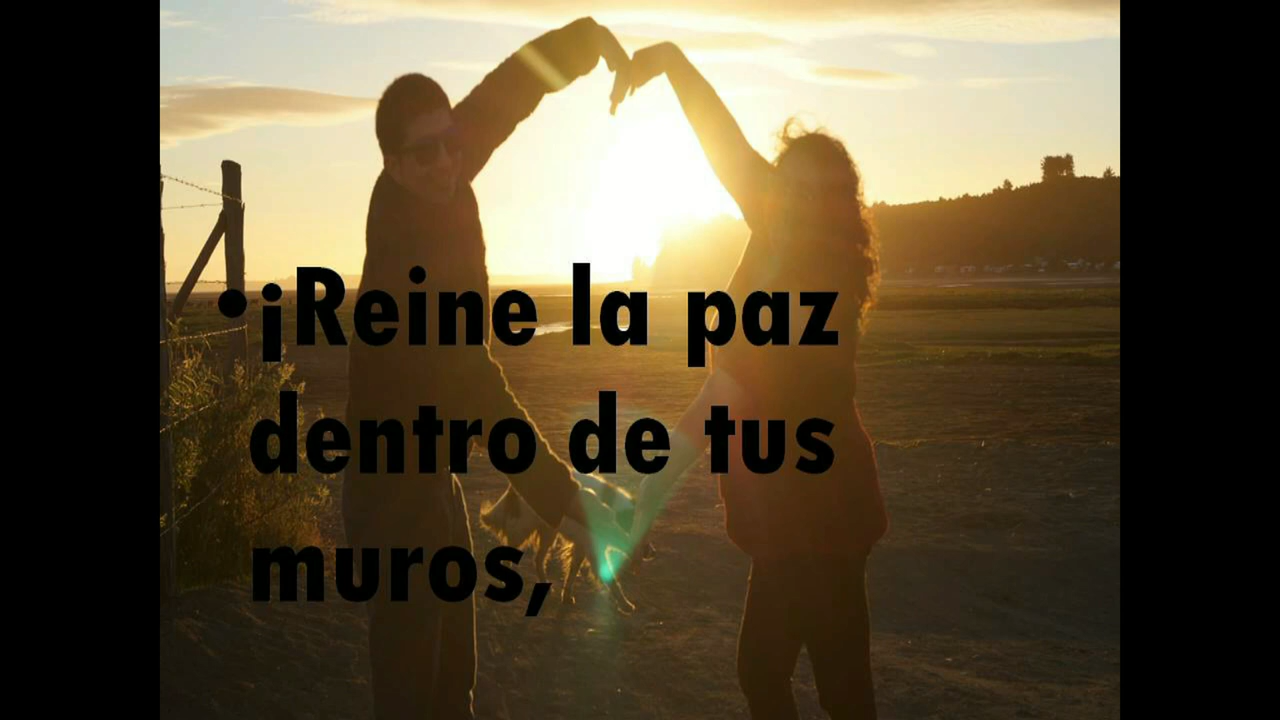 •¡Reine la paz
dentro de tus
muros,